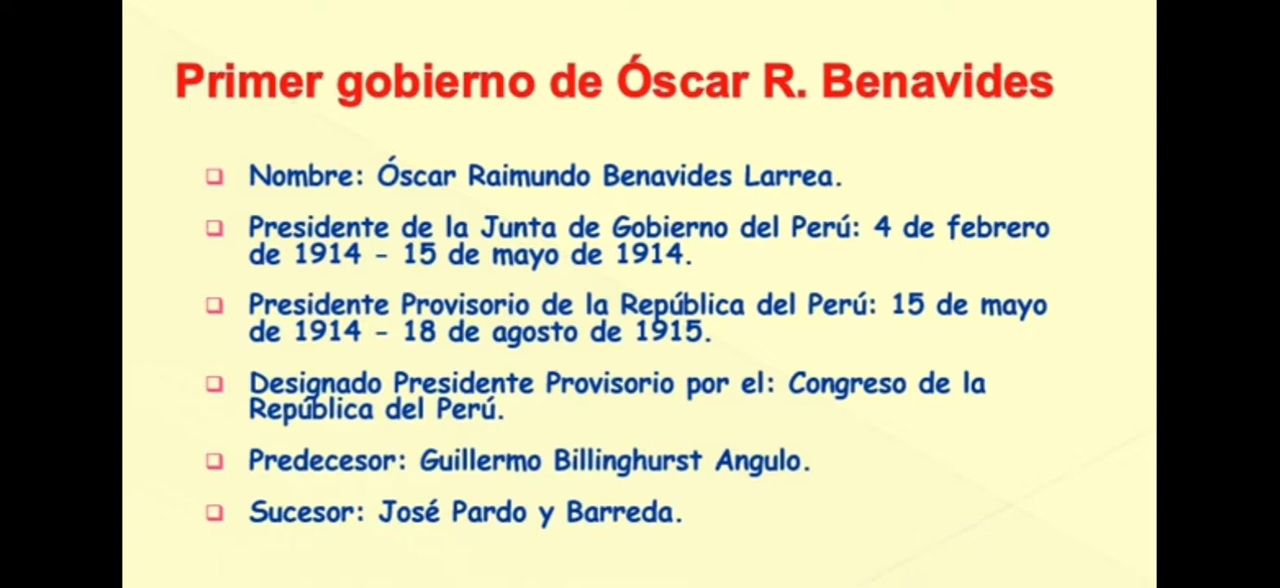 Primer gobierno de Óscar R. Benavides
Nombre: Óscar Raimundo Benavides Larrea.
Presidente de la Junta de Gobierno del Perú: 4 de febrero
de 1914 - 15 de mayo de 1914.
Presidente Provisorio de la República del Perú: 15 de mayo
de 1914 - 18 de agosto de 1915.
Designado Presidente Provisorio por el: Congreso de la
República del Perú.
Predecesor: Guillermo Billinghurst Angulo.
Sucesor: José Pardo y Barreda.